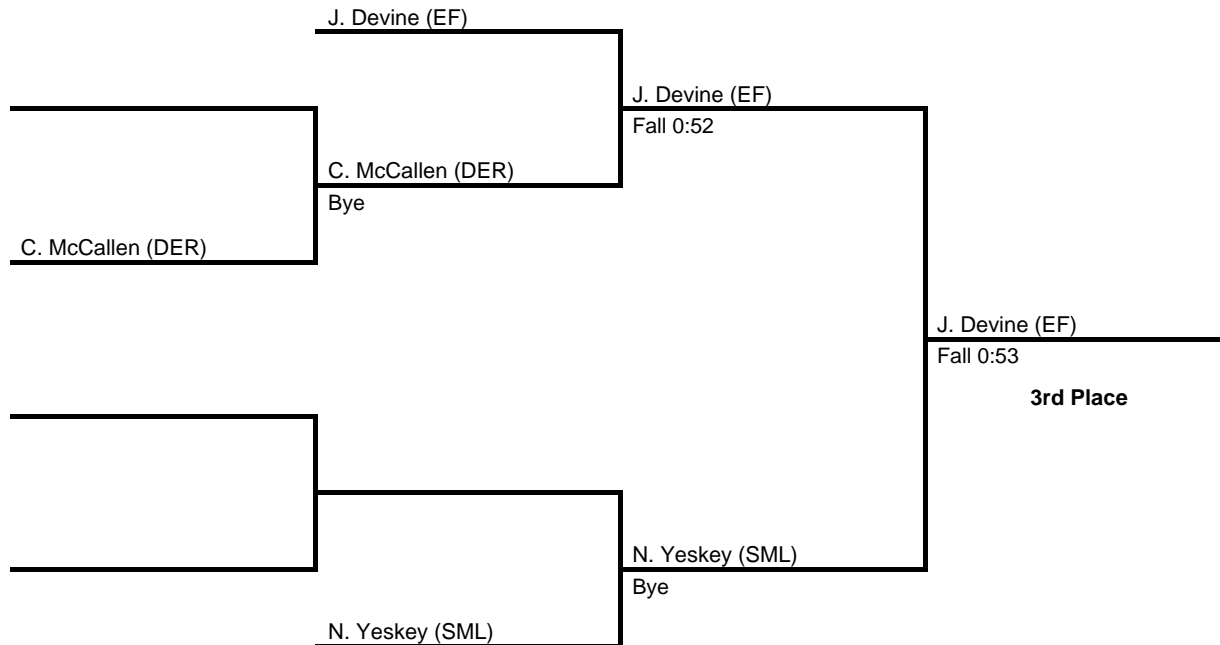 J. Devine (EF)
J. Devine (EF)
Fall 0:52
C. McCallen (DER)
Bye
C. McCallen (DER)
J. Devine (EF)
Fall 0:53
3rd Place
N. Yeskey (SML)
Bye
N. Yeskey (SML)